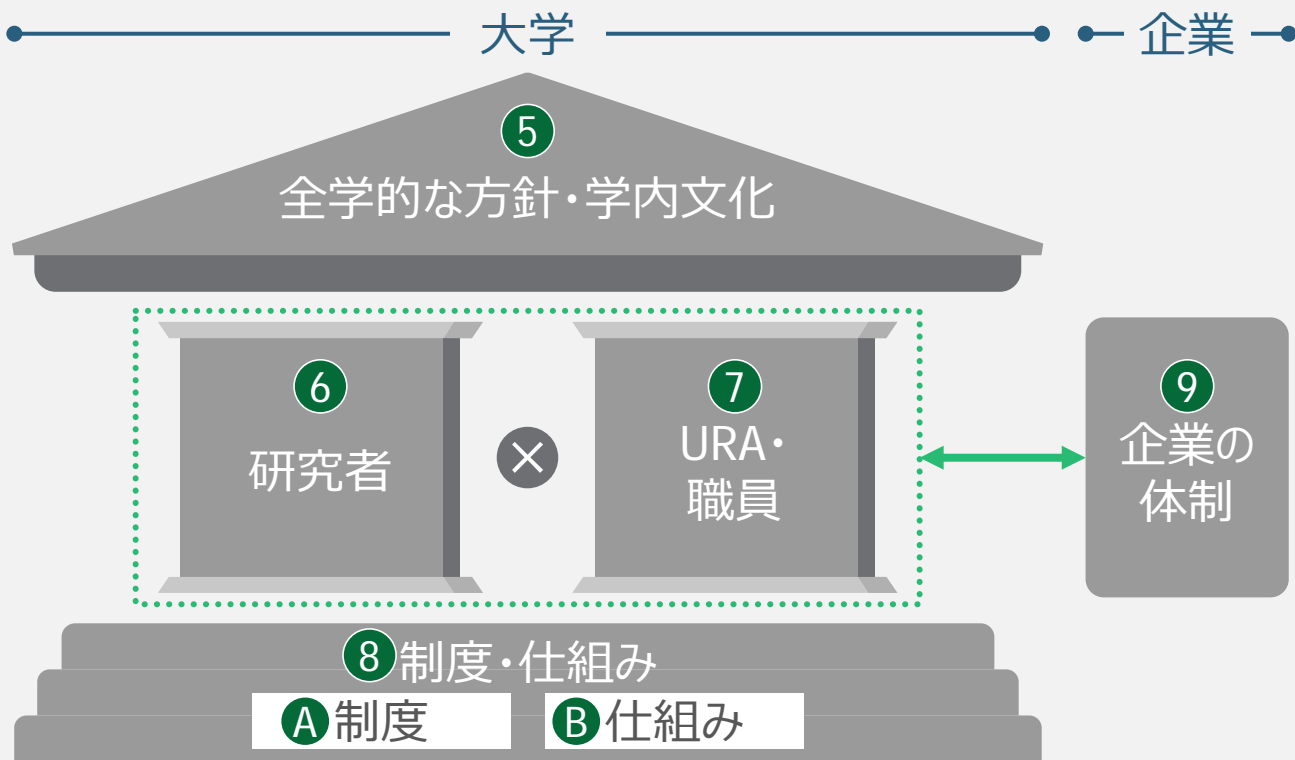 大学
企業
5
全学的な方針・学内文化
6
研究者
×
7
URA・
職員
9
企業の
体制
8 制度・仕組み
A 制度
B 仕組み